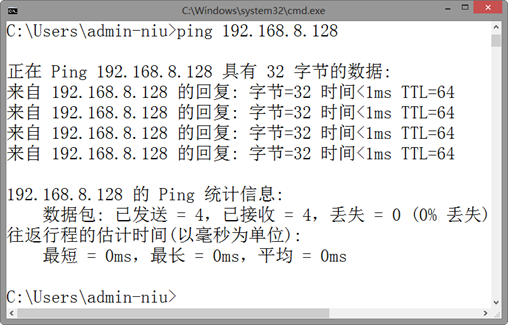 C:\Windows\system32\cmd.exe
C:\Users\admin-niu>ping 192.168.8.128
正在 Ping 192.168.8.128 具有 32 字节的数据:
来自 192.168.8.128 的回复: 字节=32 时间<1ms TTL=64
来自 192.168.8.128 的回复: 字节=32 时间<1ms TTL=64
来自 192.168.8.128 的回复: 字节=32 时间<1ms TTL=64
来自 192.168.8.128 的回复: 字节=32 时间<1ms TTL=64
192.168.8.128 的 Ping 统计信息:
数据包: 已发送 = 4，已接收 = 4，丢失 = 0 (0% 丢失)
往返行程的估计时间(以毫秒为单位):
最短 = 0ms，最长 = 0ms，平均 = 0ms
C:\Users\admin-niu>